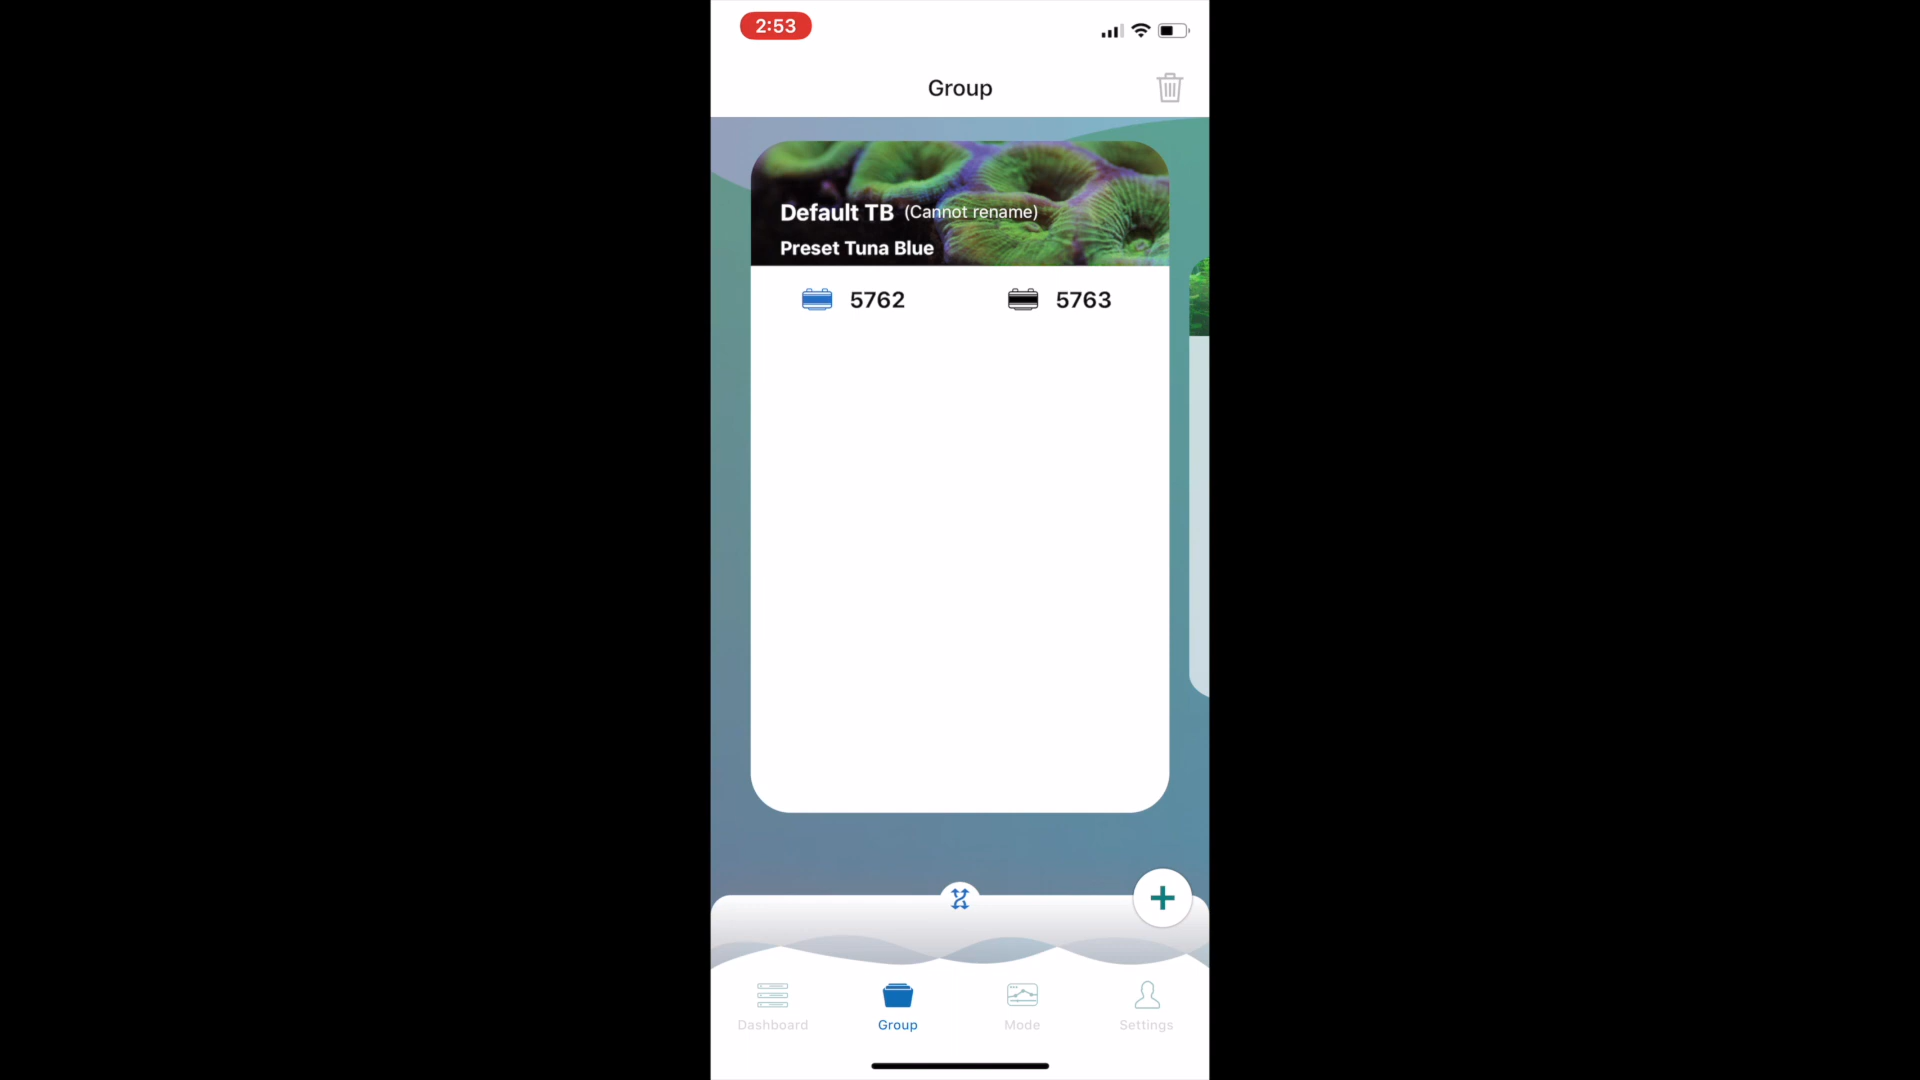 2:53
Group
Default TB (Cannot rename)
Preset Tuna Blue
5762 5763
Dashboard Group Mode Settings